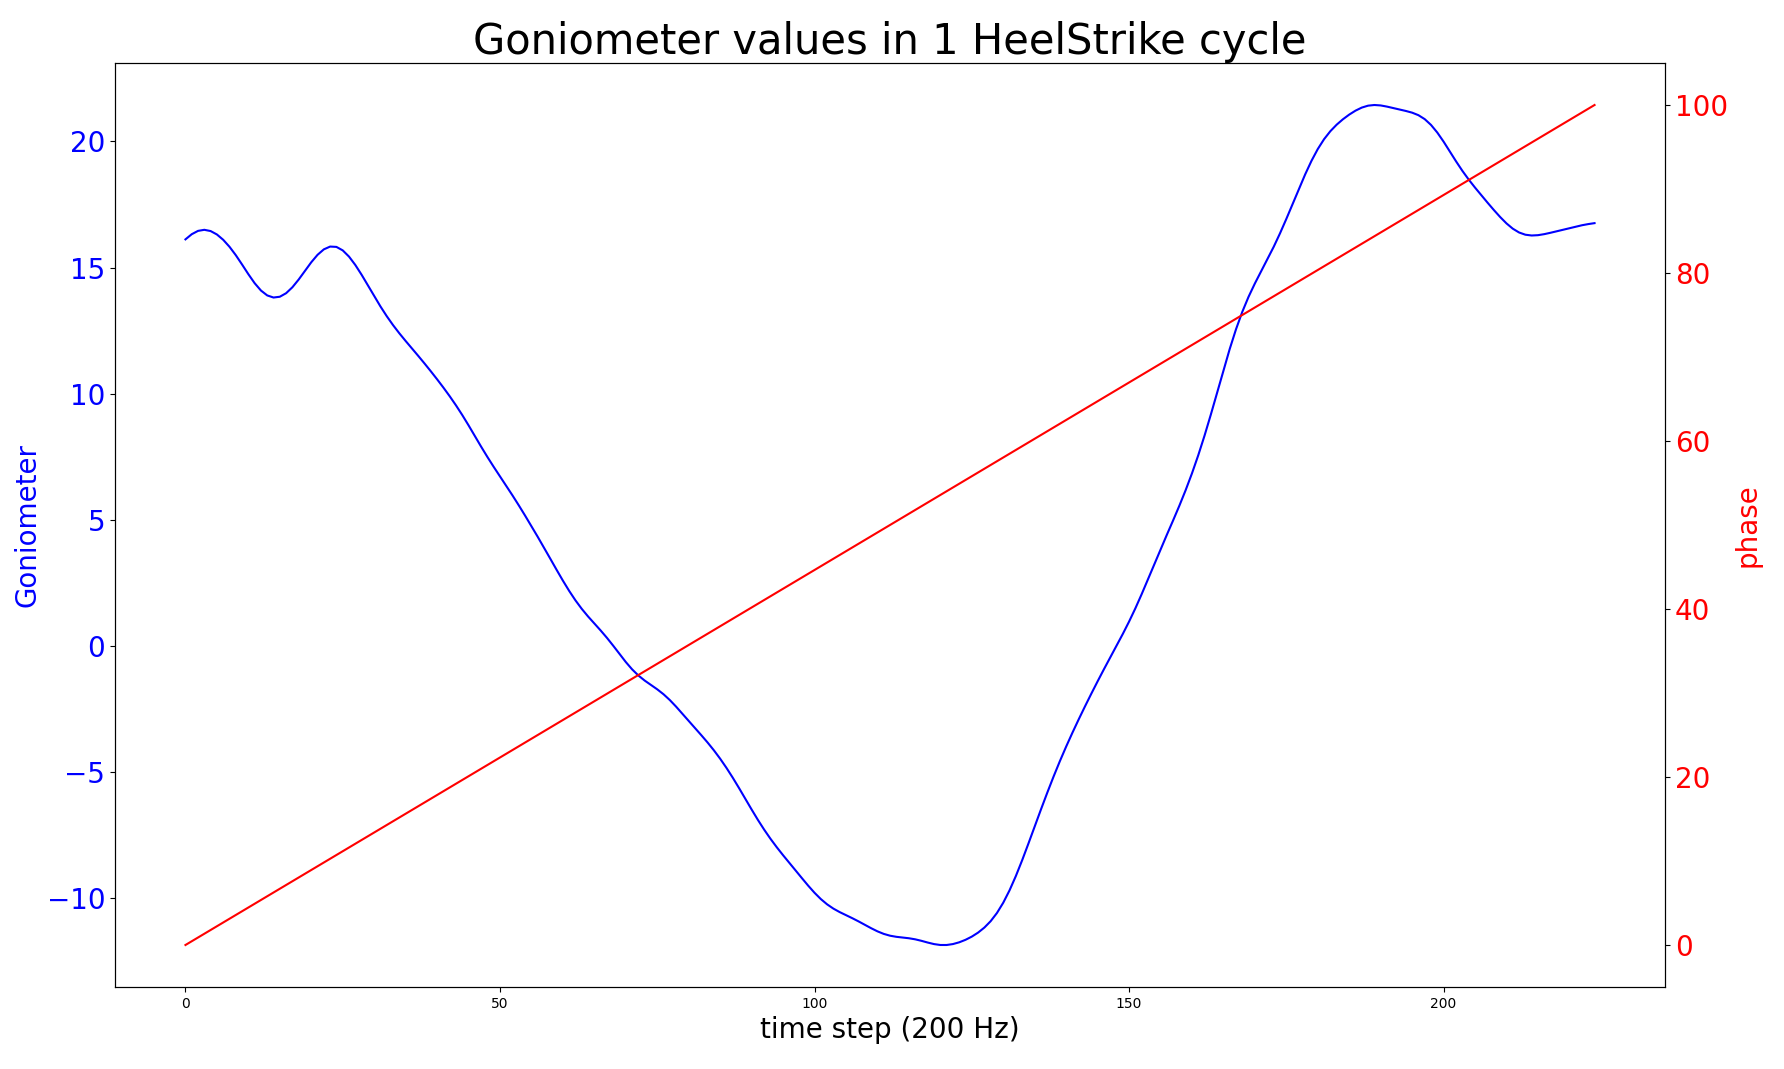 Goniometer values in 1 HeelStrike cycle
Goniometer
20
15
10
5
0
−5
−10
100
80
60
40
20
0
phase
0 50 100 150 200
time step (200 Hz)